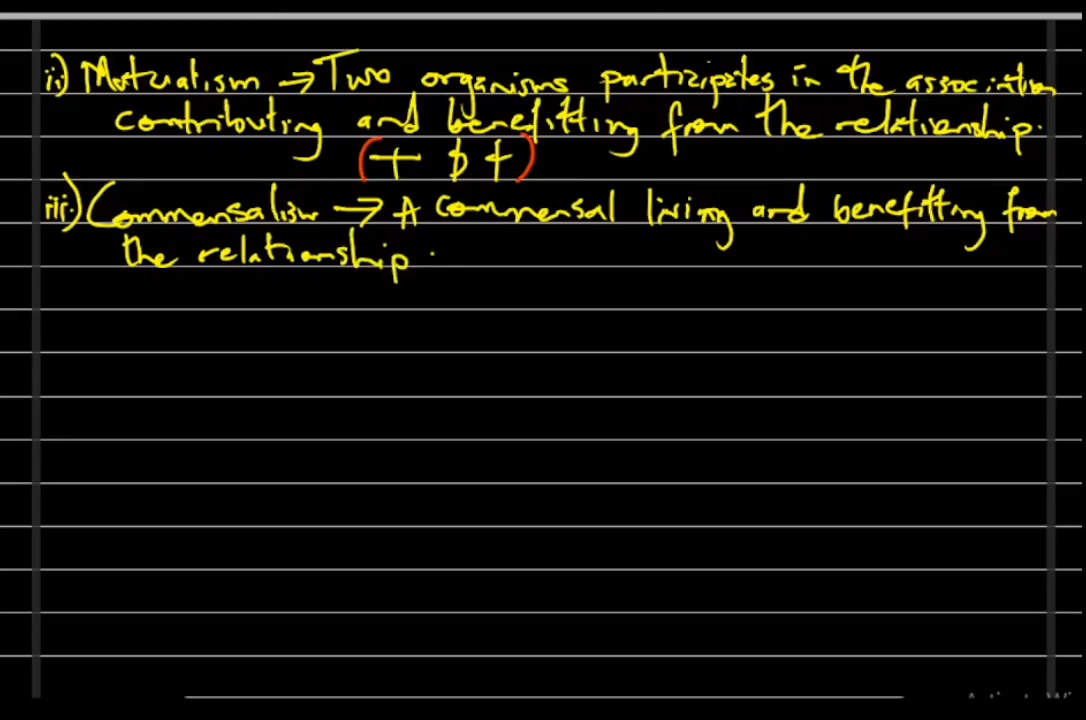 ii) Mutualism → Two organisms participates in the association
contributing and benefitting from the relationship.
(+ $ +)
iii.) Commensalism → A commensal living and benefitting from
the relationship.